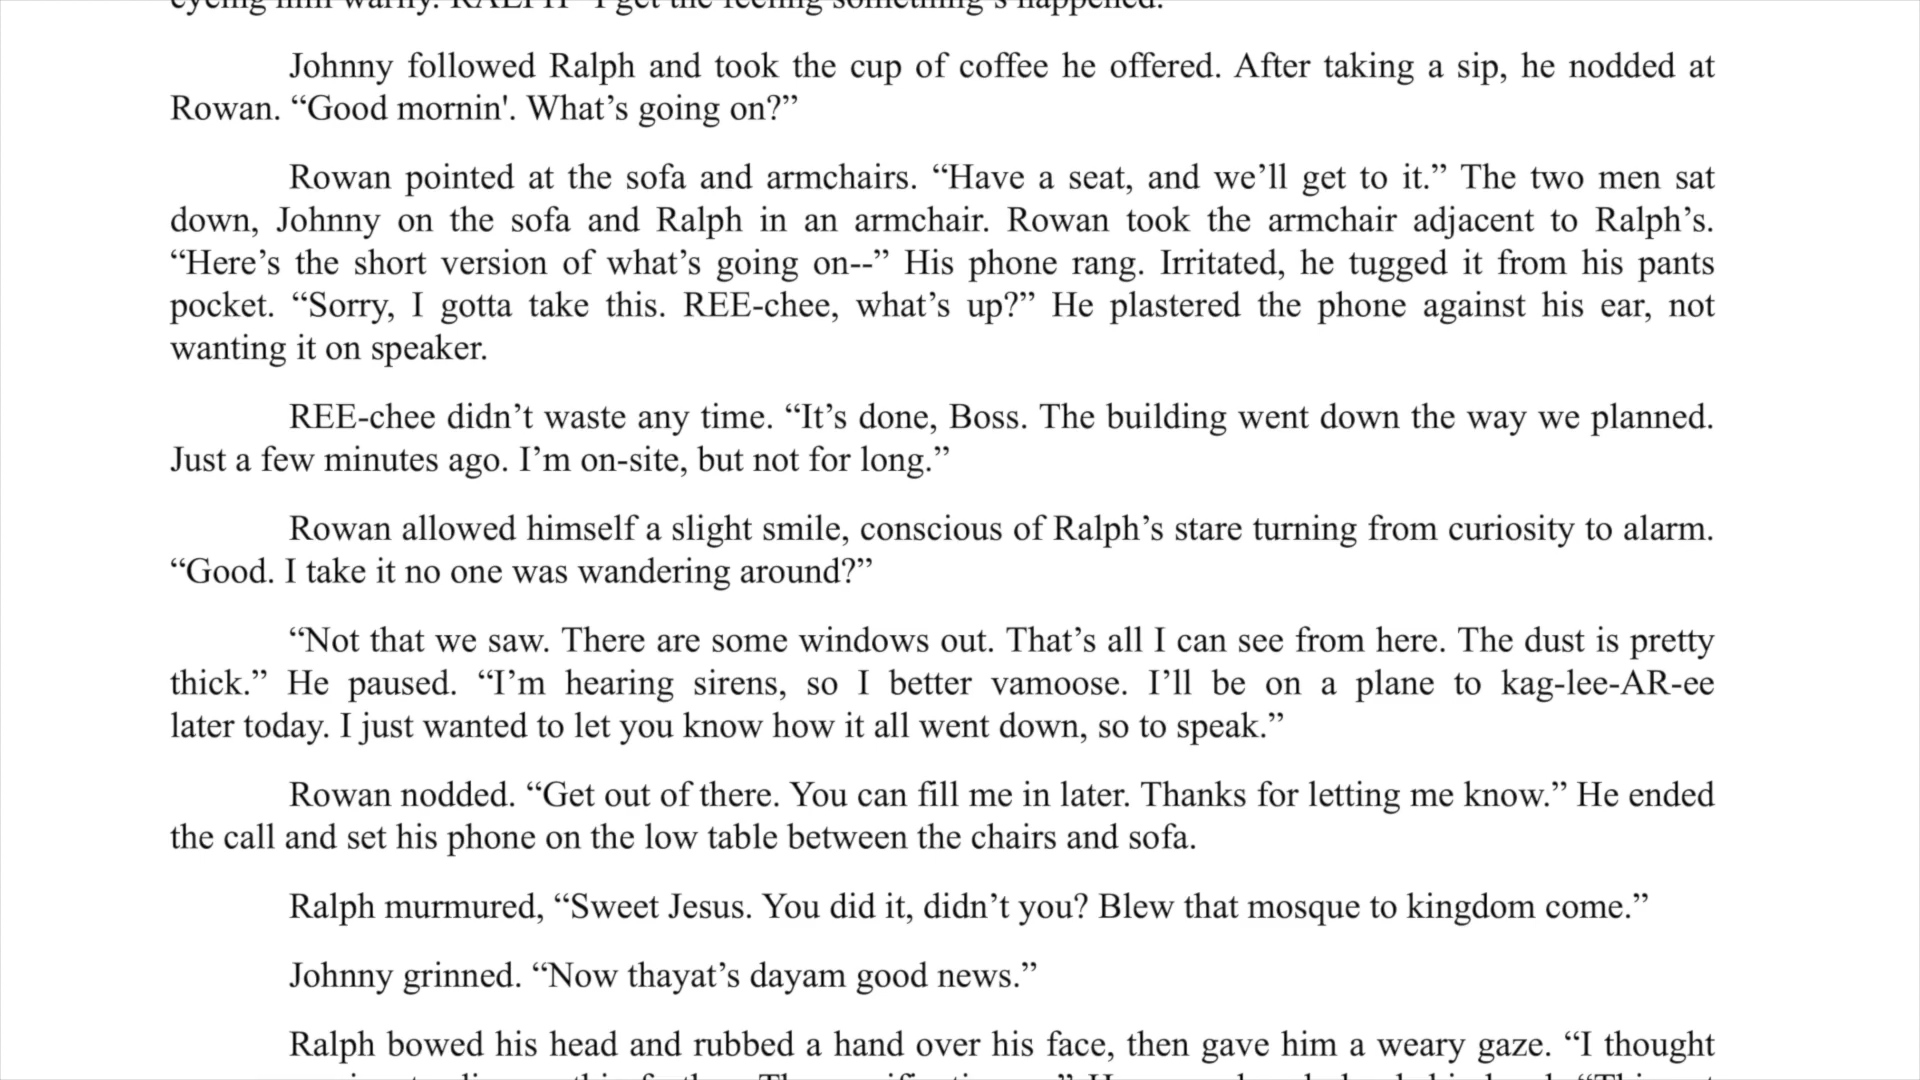 eyeing him warily. RALPH “I get the feeling something’s happened.”
Johnny followed Ralph and took the cup of coffee he offered. After taking a sip, he nodded at
Rowan. “Good mornin'. What’s going on?”
Rowan pointed at the sofa and armchairs. “Have a seat, and we’ll get to it.” The two men sat
down, Johnny on the sofa and Ralph in an armchair. Rowan took the armchair adjacent to Ralph’s.
“Here’s the short version of what’s going on--” His phone rang. Irritated, he tugged it from his pants
pocket. “Sorry, I gotta take this. REE-chee, what’s up?” He plastered the phone against his ear, not
wanting it on speaker.
REE-chee didn’t waste any time. “It’s done, Boss. The building went down the way we planned.
Just a few minutes ago. I’m on-site, but not for long.”
Rowan allowed himself a slight smile, conscious of Ralph’s stare turning from curiosity to alarm.
“Good. I take it no one was wandering around?”
“Not that we saw. There are some windows out. That’s all I can see from here. The dust is pretty
thick.” He paused. “I’m hearing sirens, so I better vamoose. I’ll be on a plane to kag-lee-AR-ee
later today. I just wanted to let you know how it all went down, so to speak.”
Rowan nodded. “Get out of there. You can fill me in later. Thanks for letting me know.” He ended
the call and set his phone on the low table between the chairs and sofa.
Ralph murmured, “Sweet Jesus. You did it, didn’t you? Blew that mosque to kingdom come.”
Johnny grinned. “Now thayat’s dayam good news.”
Ralph bowed his head and rubbed a hand over his face, then gave him a weary gaze. “I thought